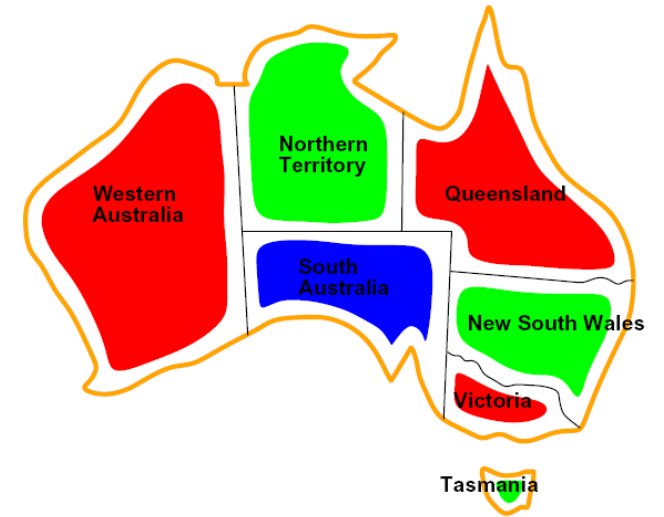 Northern
Territory
Western
Australia
Queensland
South
Australia
New South Wales
Victoria
Tasmania